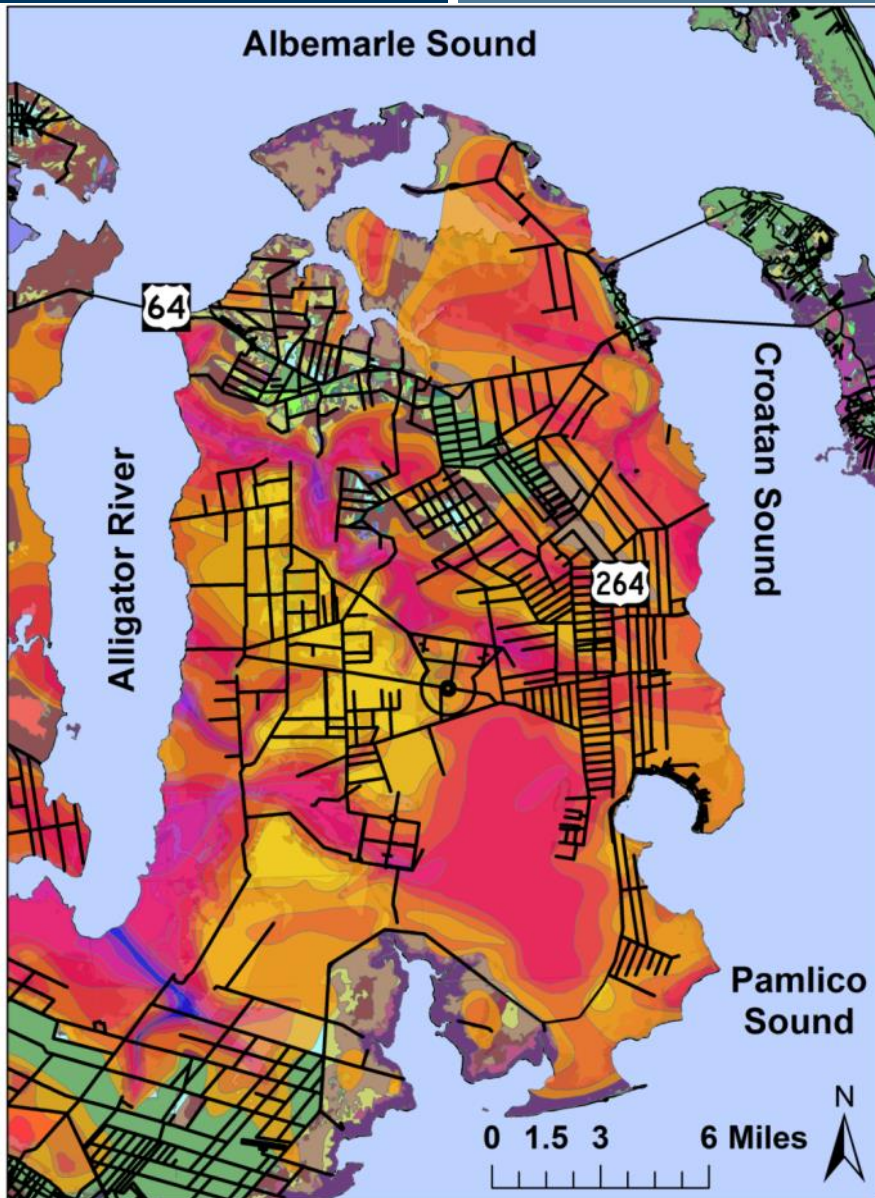 Albemarle Sound
64
Alligator River
Croatan Sound
264
Pamlico
Sound
N
0 1.5 3 6 Miles